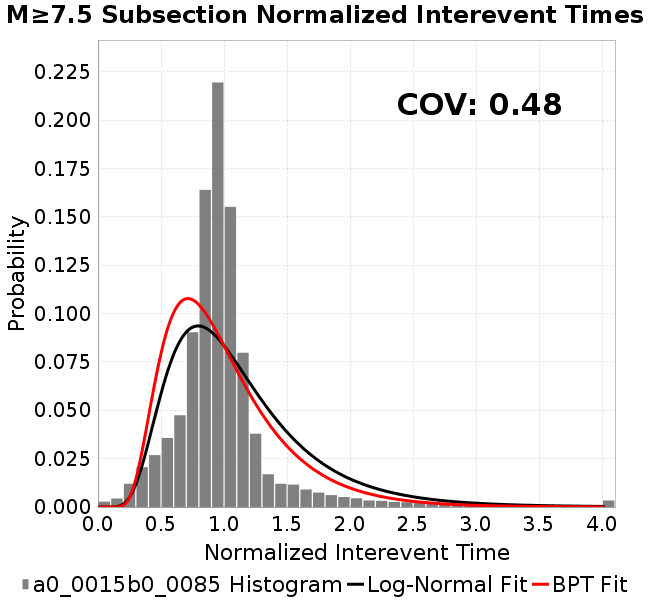 M≥7.5 Subsection Normalized Interevent Times
COV: 0.48
Probability
0.225
0.200
0.175
0.150
0.125
0.100
0.075
0.050
0.025
0.000
0.0 0.5 1.0 1.5 2.0 2.5 3.0 3.5 4.0
Normalized Interevent Time
a0_0015b0_0085 Histogram Log-Normal Fit BPT Fit